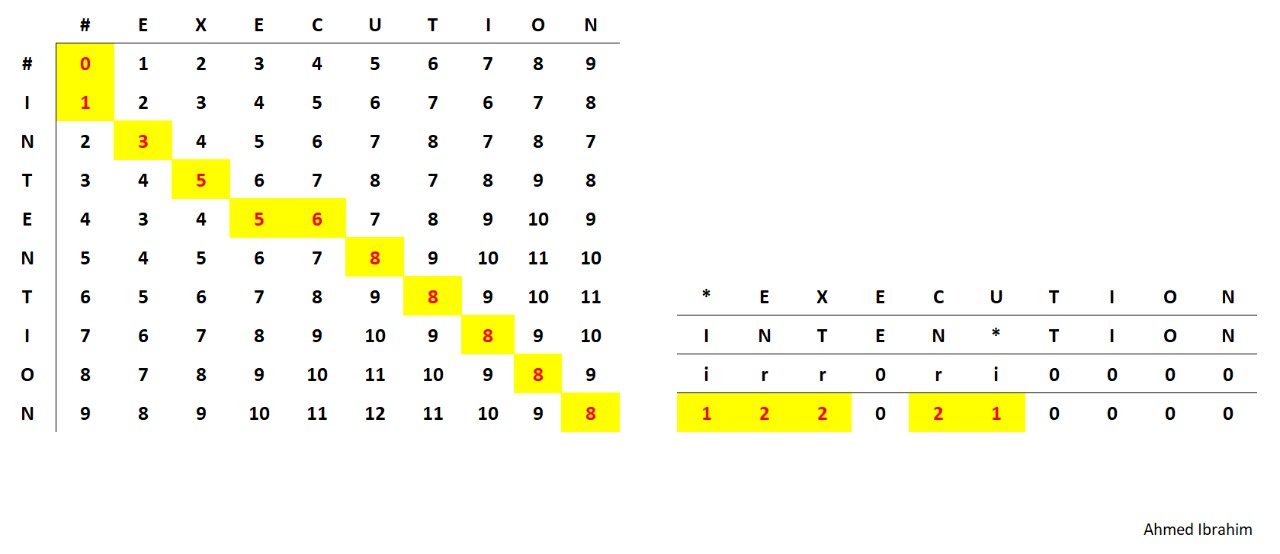 # E X E C U T I O N
# 0 1 2 3 4 5 6 7 8 9
I 1 2 3 4 5 6 7 6 7 8
N 2 3 4 5 6 7 8 7 8 7
T 3 4 5 6 7 8 7 8 9 8
E 4 3 4 5 6 7 8 9 10 9
N 5 4 5 6 7 8 9 10 11 10
T 6 5 6 7 8 9 8 9 10 11
I 7 6 7 8 9 10 9 8 9 10
O 8 7 8 9 10 11 10 9 8 9
N 9 8 9 10 11 12 11 10 9 8
* E X E C U T I O N
I N T E N * T I O N
i r r 0 r i 0 0 0 0
1 2 2 0 2 1 0 0 0 0
Ahmed Ibrahim